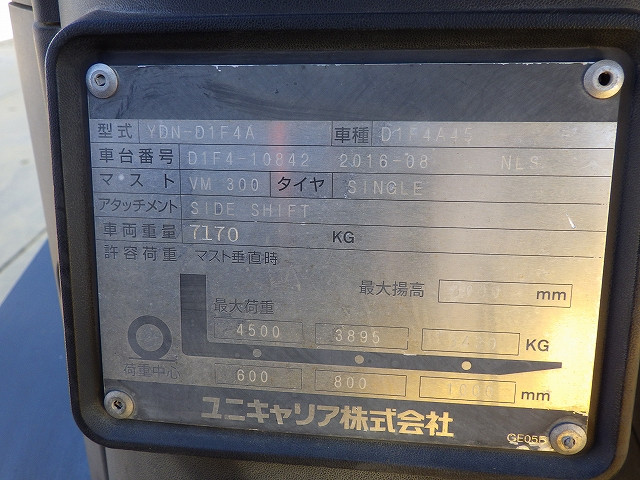 型式 YDN-D1F4A 車種 D1F4A45
車台番号 D1F4-10842 2016-08 NLS
マスト VM 300 タイヤ SINGLE
アタッチメント SIDE SHIFT
車両重量 7170 KG
許容荷重 マスト垂直時
最大揚高 mm
最大荷重
4500 3895 KG
荷重中心 600 800 mm
ユニキャリア株式会社